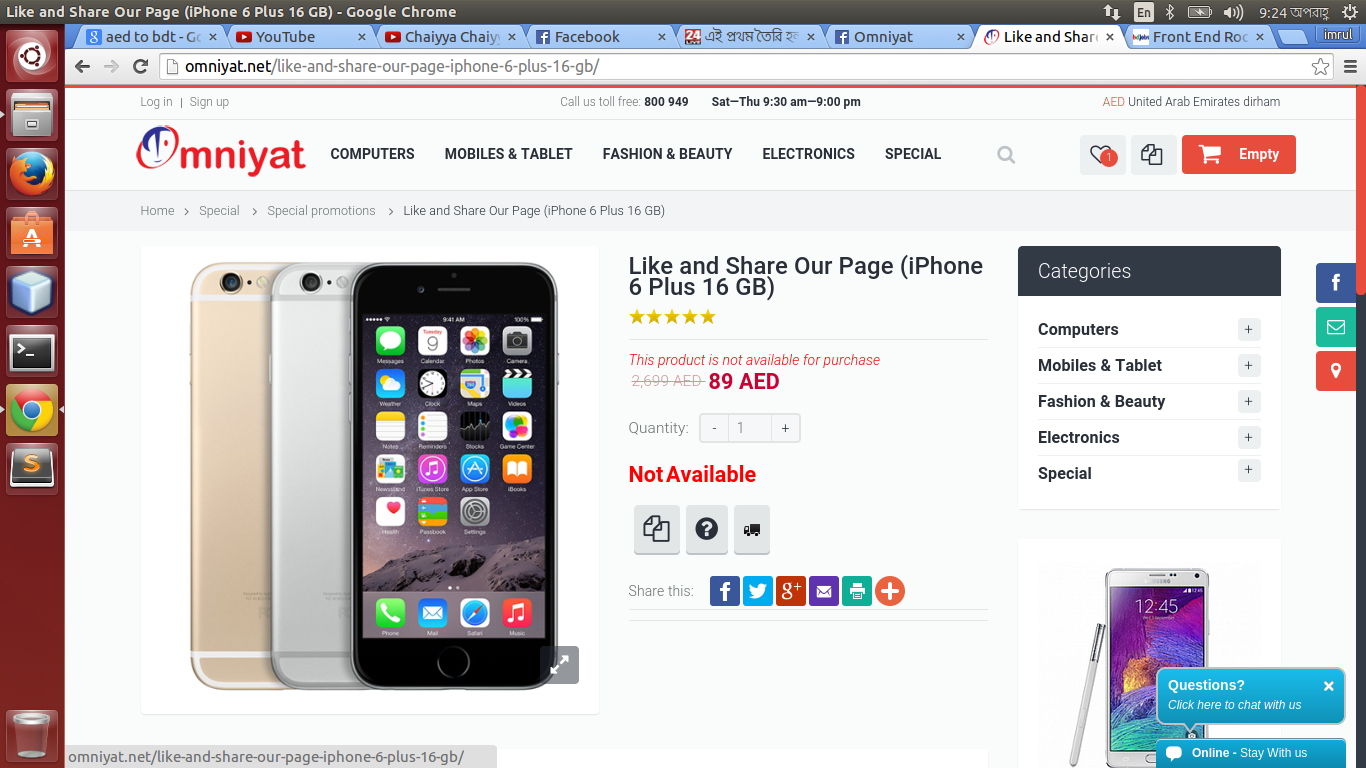 Like and Share Our Page (iPhone 6 Plus 16 GB) - Google Chrome
En
9:24 অপরাহ্ণ
aed to bdt - Go
YouTube
Chaiyya Chaiyy
Facebook
24 এই প্রথম তৈরি হল
Omniyat
Like and Share
Front End Roc
imrul
omniyat.net/like-and-share-our-page-iphone-6-plus-16-gb/
Log in | Sign up
Call us toll free: 800 949 Sat—Thu 9:30 am—9:00 pm
AED United Arab Emirates dirham
Omniyat
COMPUTERS MOBILES & TABLET FASHION & BEAUTY ELECTRONICS SPECIAL
1
Empty
Home > Special > Special promotions > Like and Share Our Page (iPhone 6 Plus 16 GB)
9:41 AM 100%
Tuesday
9
Messages Calendar Photos Camera
Weather Clock Maps Videos
Notes Reminders Stocks Game Center
Newsstand iTunes Store App Store iBooks
Health Passbook Settings
Phone Mail Safari Music
Like and Share Our Page (iPhone
6 Plus 16 GB)
This product is not available for purchase
2,699 AED 89 AED
Quantity: - 1 +
Not Available
Share this:
Categories
Computers +
Mobiles & Tablet +
Fashion & Beauty +
Electronics +
Special +
SAMSUNG
12:45
Questions?
Click here to chat with us
Online - Stay With us
omniyat.net/like-and-share-our-page-iphone-6-plus-16-gb/